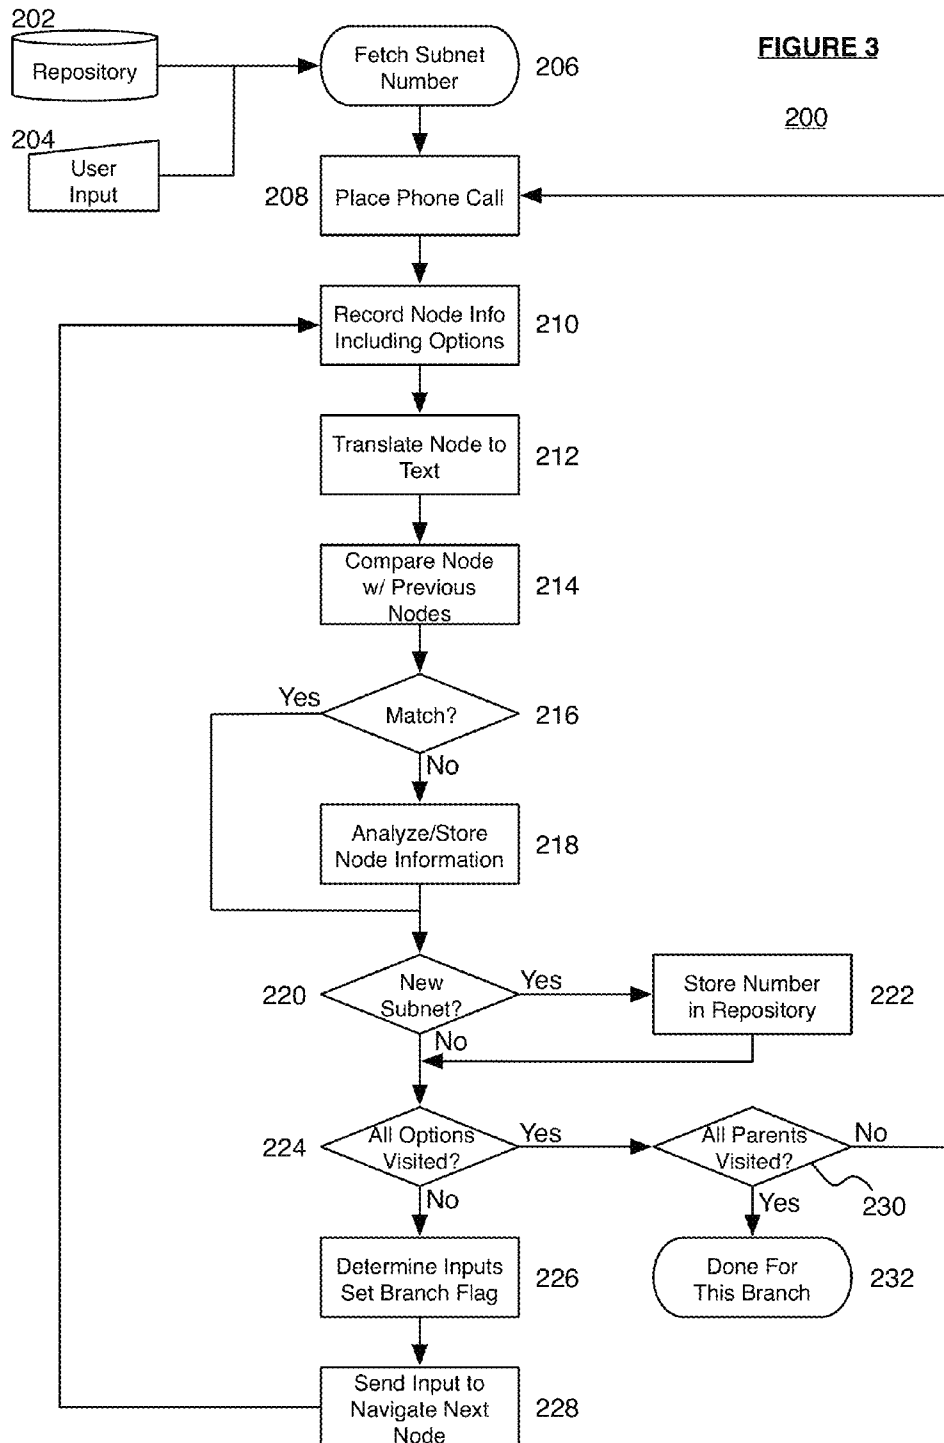 202
Repository
204
User
Input
Fetch Subnet
Number
206
FIGURE 3
200
208
Place Phone Call
Record Node Info
Including Options
210
Translate Node to
Text
212
Compare Node
w/ Previous
Nodes
214
Yes
Match?
216
No
Analyze/Store
Node Information
218
220
New
Subnet?
Yes
Store Number
in Repository
222
No
224
All Options
Visited?
Yes
All Parents
Visited?
No
230
No
Yes
Determine Inputs
Set Branch Flag
226
Done For
This Branch
232
Send Input to
Navigate Next
Node
228